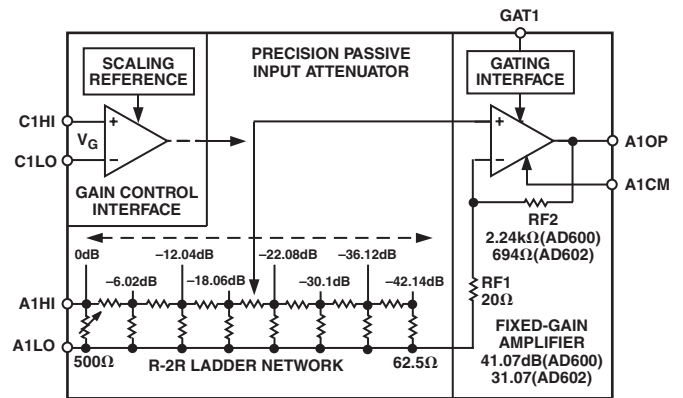 GAT1
SCALING
REFERENCE
PRECISION PASSIVE
INPUT ATTENUATOR
GATING
INTERFACE
C1HI
VG
C1LO
+
–
+
–
A1OP
A1CM
GAIN CONTROL
INTERFACE
RF2
2.24kΩ(AD600)
694Ω(AD602)
0dB
–12.04dB
–22.08dB
–36.12dB
–6.02dB
–18.06dB
–30.1dB
–42.14dB
RF1
20Ω
A1HI
A1LO
500Ω
R-2R LADDER NETWORK
62.5Ω
FIXED-GAIN
AMPLIFIER
41.07dB(AD600)
31.07(AD602)